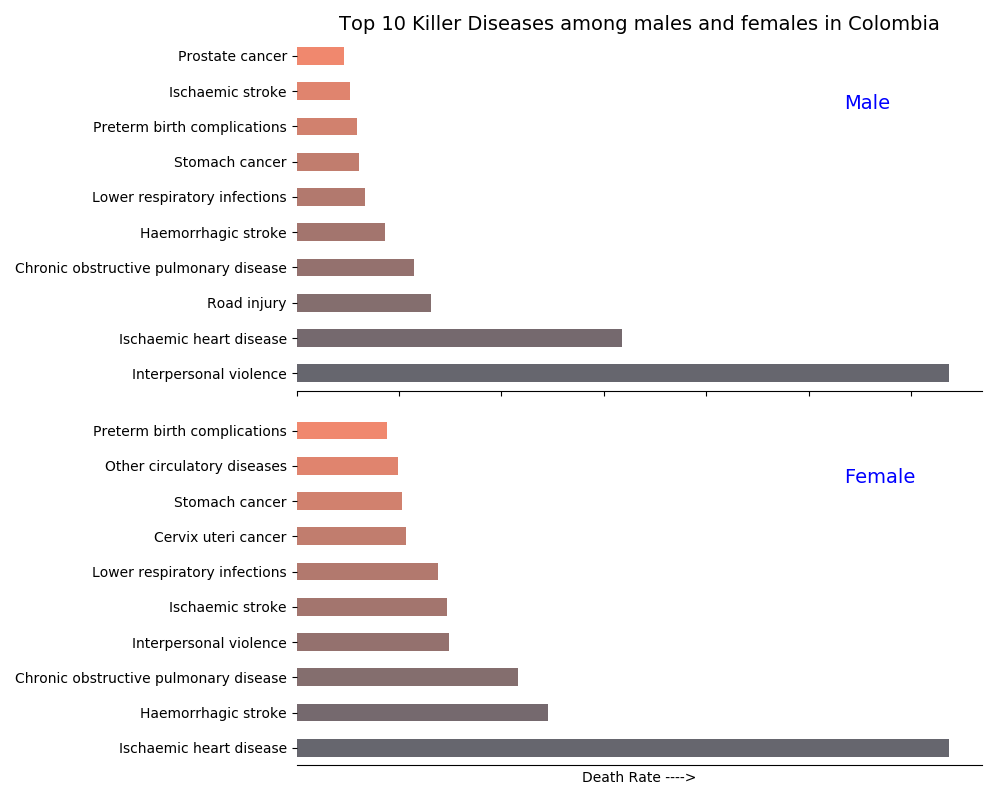 Top 10 Killer Diseases among males and females in Colombia
Prostate cancer
Ischaemic stroke
Male
Preterm birth complications
Stomach cancer
Lower respiratory infections
Haemorrhagic stroke
Chronic obstructive pulmonary disease
Road injury
Ischaemic heart disease
Interpersonal violence
Preterm birth complications
Other circulatory diseases
Female
Stomach cancer
Cervix uteri cancer
Lower respiratory infections
Ischaemic stroke
Interpersonal violence
Chronic obstructive pulmonary disease
Haemorrhagic stroke
Ischaemic heart disease
Death Rate ---->